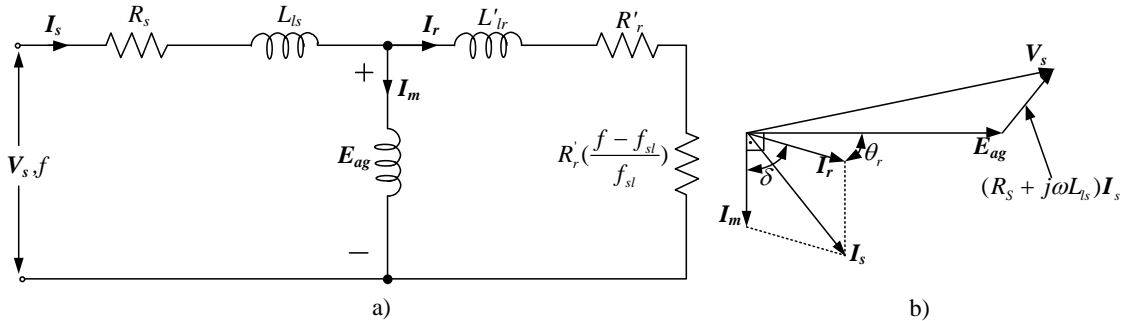 I_s
R_s
L_ls
I_r
L'_lr
R'_r
+
I_m
V_s,f
E_ag
R'_r((f − f_sl)/f_sl)
−
a)
V_s
E_ag
I_r
θ_r
δ
(R_S + jωL_ls)I_s
I_m
I_s
b)